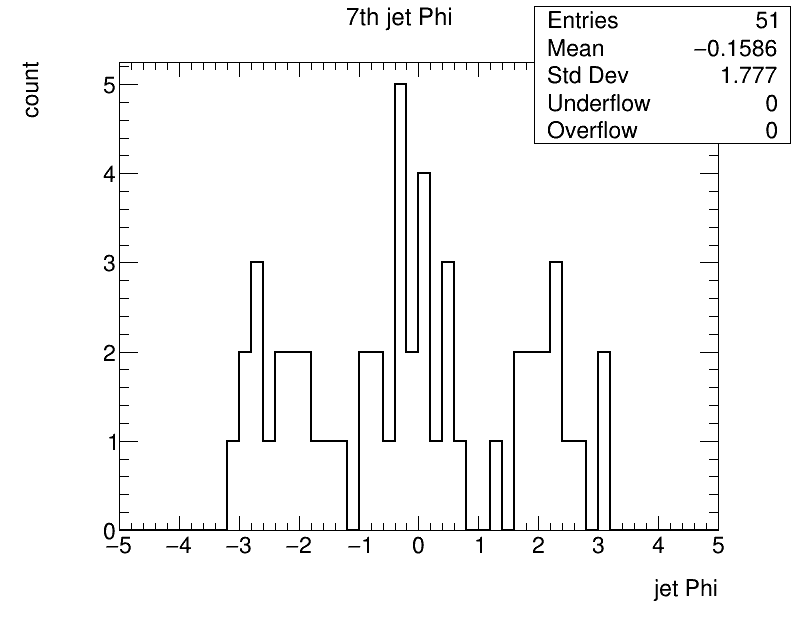 7th jet Phi
Entries 51
Mean −0.1586
Std Dev 1.777
Underflow 0
Overflow 0
count
5
4
3
2
1
0
−5 −4 −3 −2 −1 0 1 2 3 4 5
jet Phi